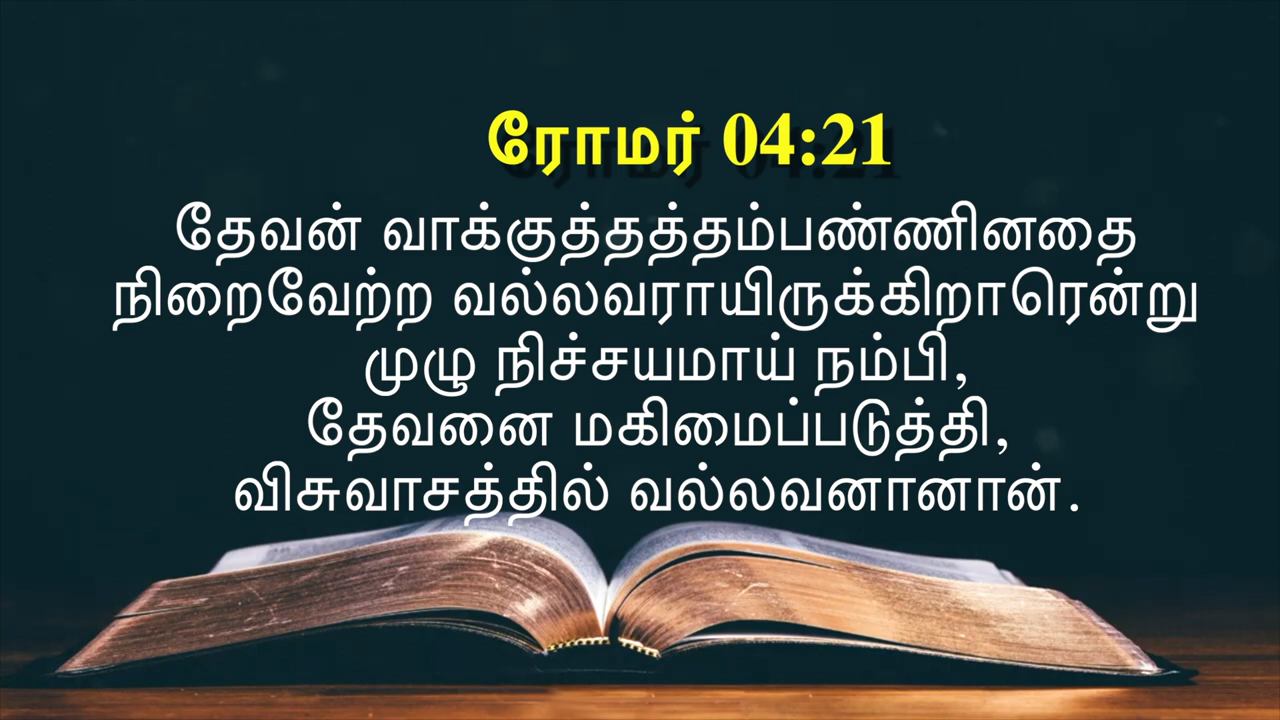 ரோமர் 04:21
தேவன் வாக்குத்தத்தம்பண்ணினதை
நிறைவேற்ற வல்லவராயிருக்கிறாரென்று
முழு நிச்சயமாய் நம்பி,
தேவனை மகிமைப்படுத்தி,
விசுவாசத்தில் வல்லவனானான்.